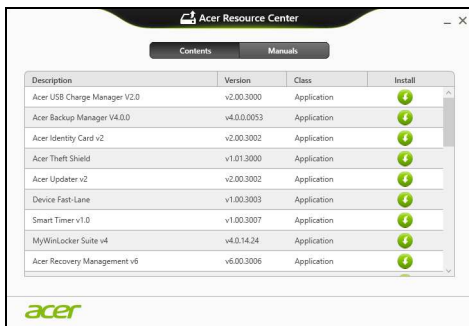 Acer Resource Center
Contents Manuals
Description Version Class Install
Acer USB Charge Manager V2.0 v2.00.3000 Application
Acer Backup Manager V4.0.0 v4.0.0.0053 Application
Acer Identity Card v2 v2.00.3002 Application
Acer Theft Shield v1.01.3000 Application
Acer Updater v2 v2.00.3002 Application
Device Fast-Lane v1.00.3003 Application
Smart Timer v1.0 v1.00.3007 Application
MyWinLocker Suite v4 v4.0.14.24 Application
Acer Recovery Management v6 v6.00.3006 Application
acer